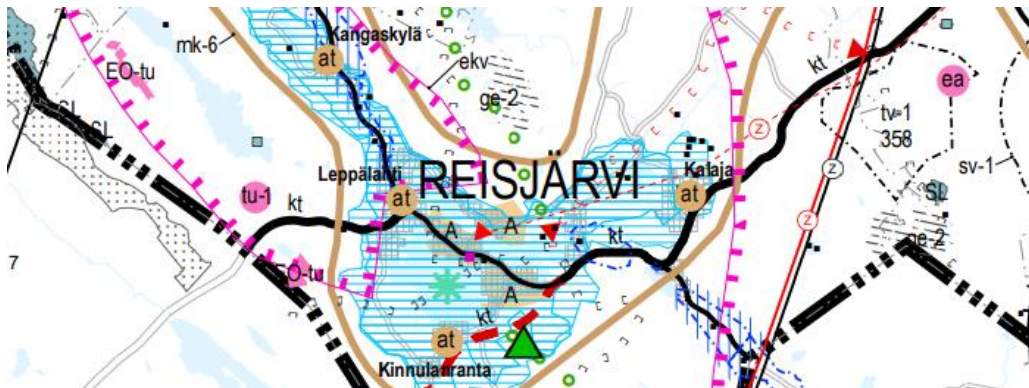 Kangaskylä
mk-6
at
ekv
kt
EO-tu
ge-2
ea
z
tv-1
358
SL
SL
sv-1
Leppälahti
REISJÄRVI
Kalaja
z
tu-1
kt
at
at
SL
A
A
z
kt
ge-2
7
EO-tu
A
kt
at
Kinnulanranta